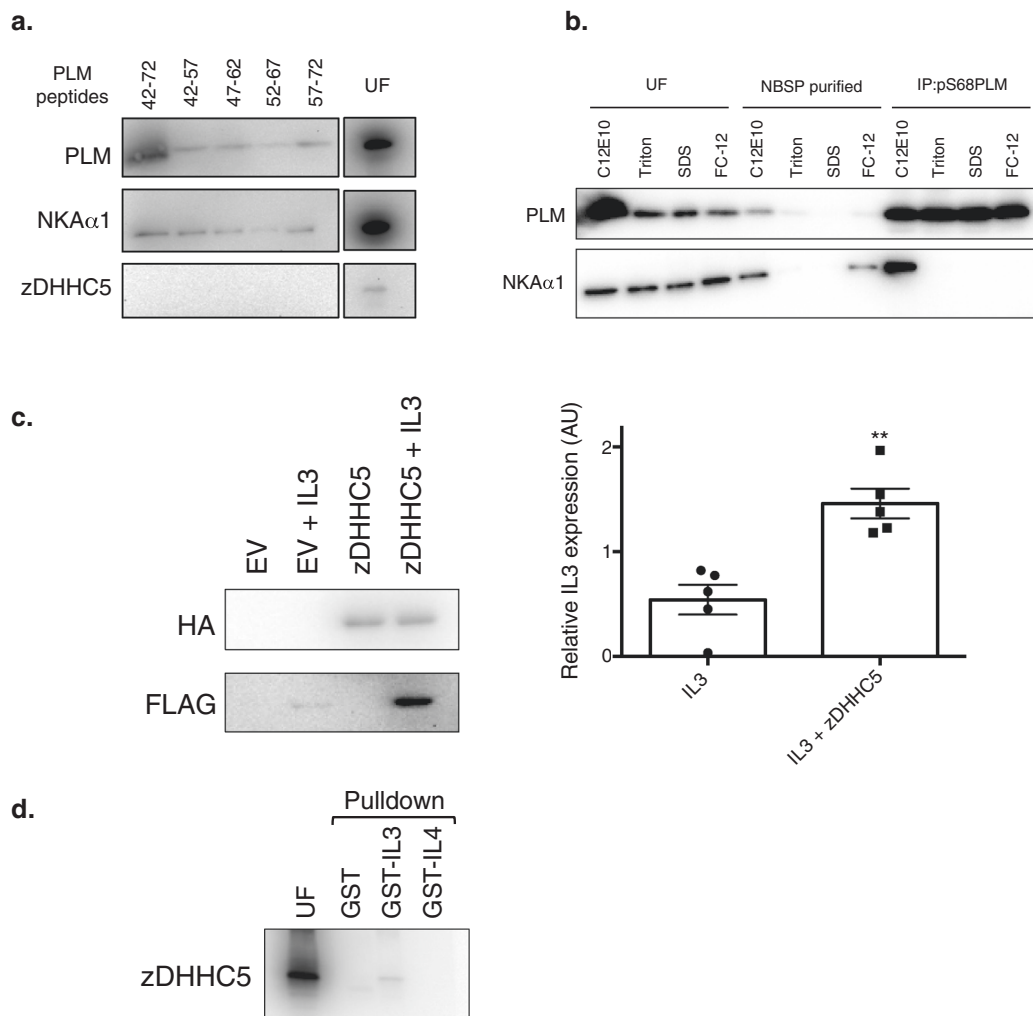 a.
PLM
peptides
42-72
42-57
47-62
52-67
57-72
UF
PLM
NKAα1
zDHHC5
b.
UF
NBSP purified
IP:pS68PLM
C12E10
Triton
SDS
FC-12
C12E10
Triton
SDS
FC-12
C12E10
Triton
SDS
FC-12
PLM
NKAα1
c.
EV
EV + IL3
zDHHC5
zDHHC5 + IL3
HA
FLAG
Relative IL3 expression (AU)
2
1
0
**
IL3
IL3 + zDHHC5
d.
Pulldown
UF
GST
GST-IL3
GST-IL4
zDHHC5